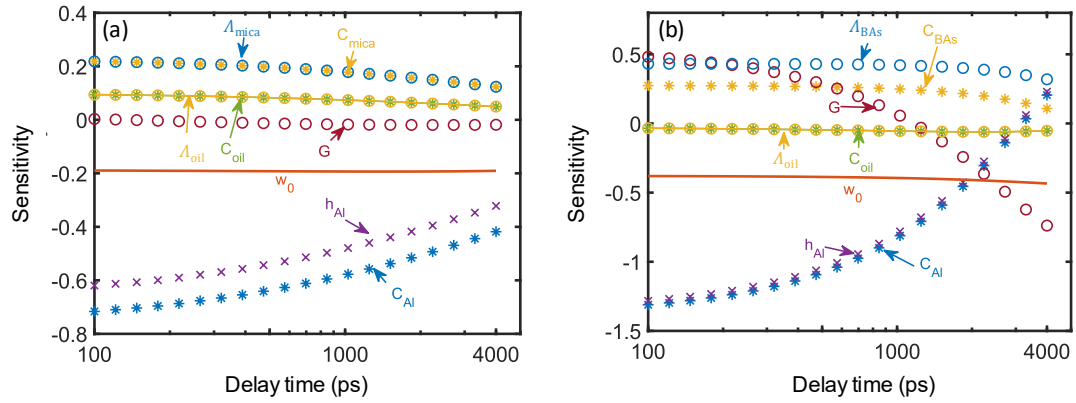 (a)
Sensitivity
0.4
0.2
0
-0.2
-0.4
-0.6
-0.8
Λmica
Cmica
Λoil
Coil
G
w0
hAl
CAl
100
1000
4000
Delay time (ps)
(b)
Sensitivity
0.5
0
-0.5
-1
-1.5
ΛBAs
CBAs
G
Λoil
Coil
w0
hAl
CAl
100
1000
4000
Delay time (ps)